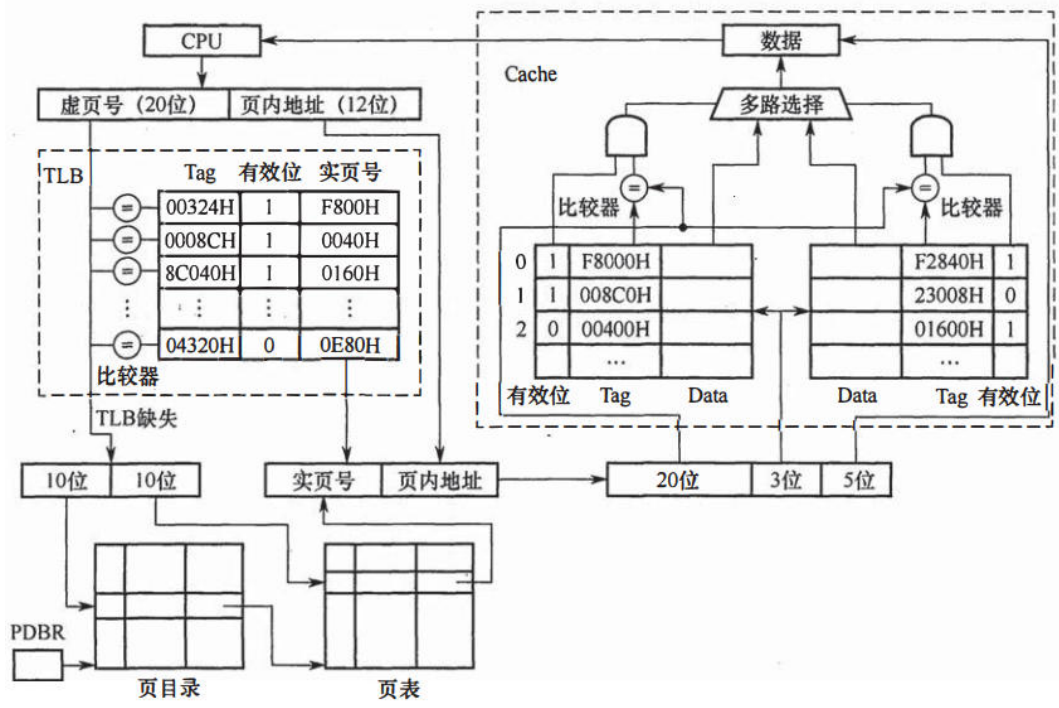 CPU
数据
Cache
虚页号（20位） 页内地址（12位）
多路选择
TLB
Tag 有效位 实页号
= 00324H 1 F800H
= 0008CH 1 0040H
= 8C040H 1 0160H
⋮ ⋮ ⋮ ⋮
= 04320H 0 0E80H
比较器
= 比较器
= 比较器
0 1 F8000H
F2840H 1
1 1 008C0H
23008H 0
2 0 00400H
01600H 1
...
...
有效位 Tag Data
Data Tag 有效位
TLB缺失
10位 10位
实页号 页内地址
20位 3位 5位
PDBR
页目录
页表